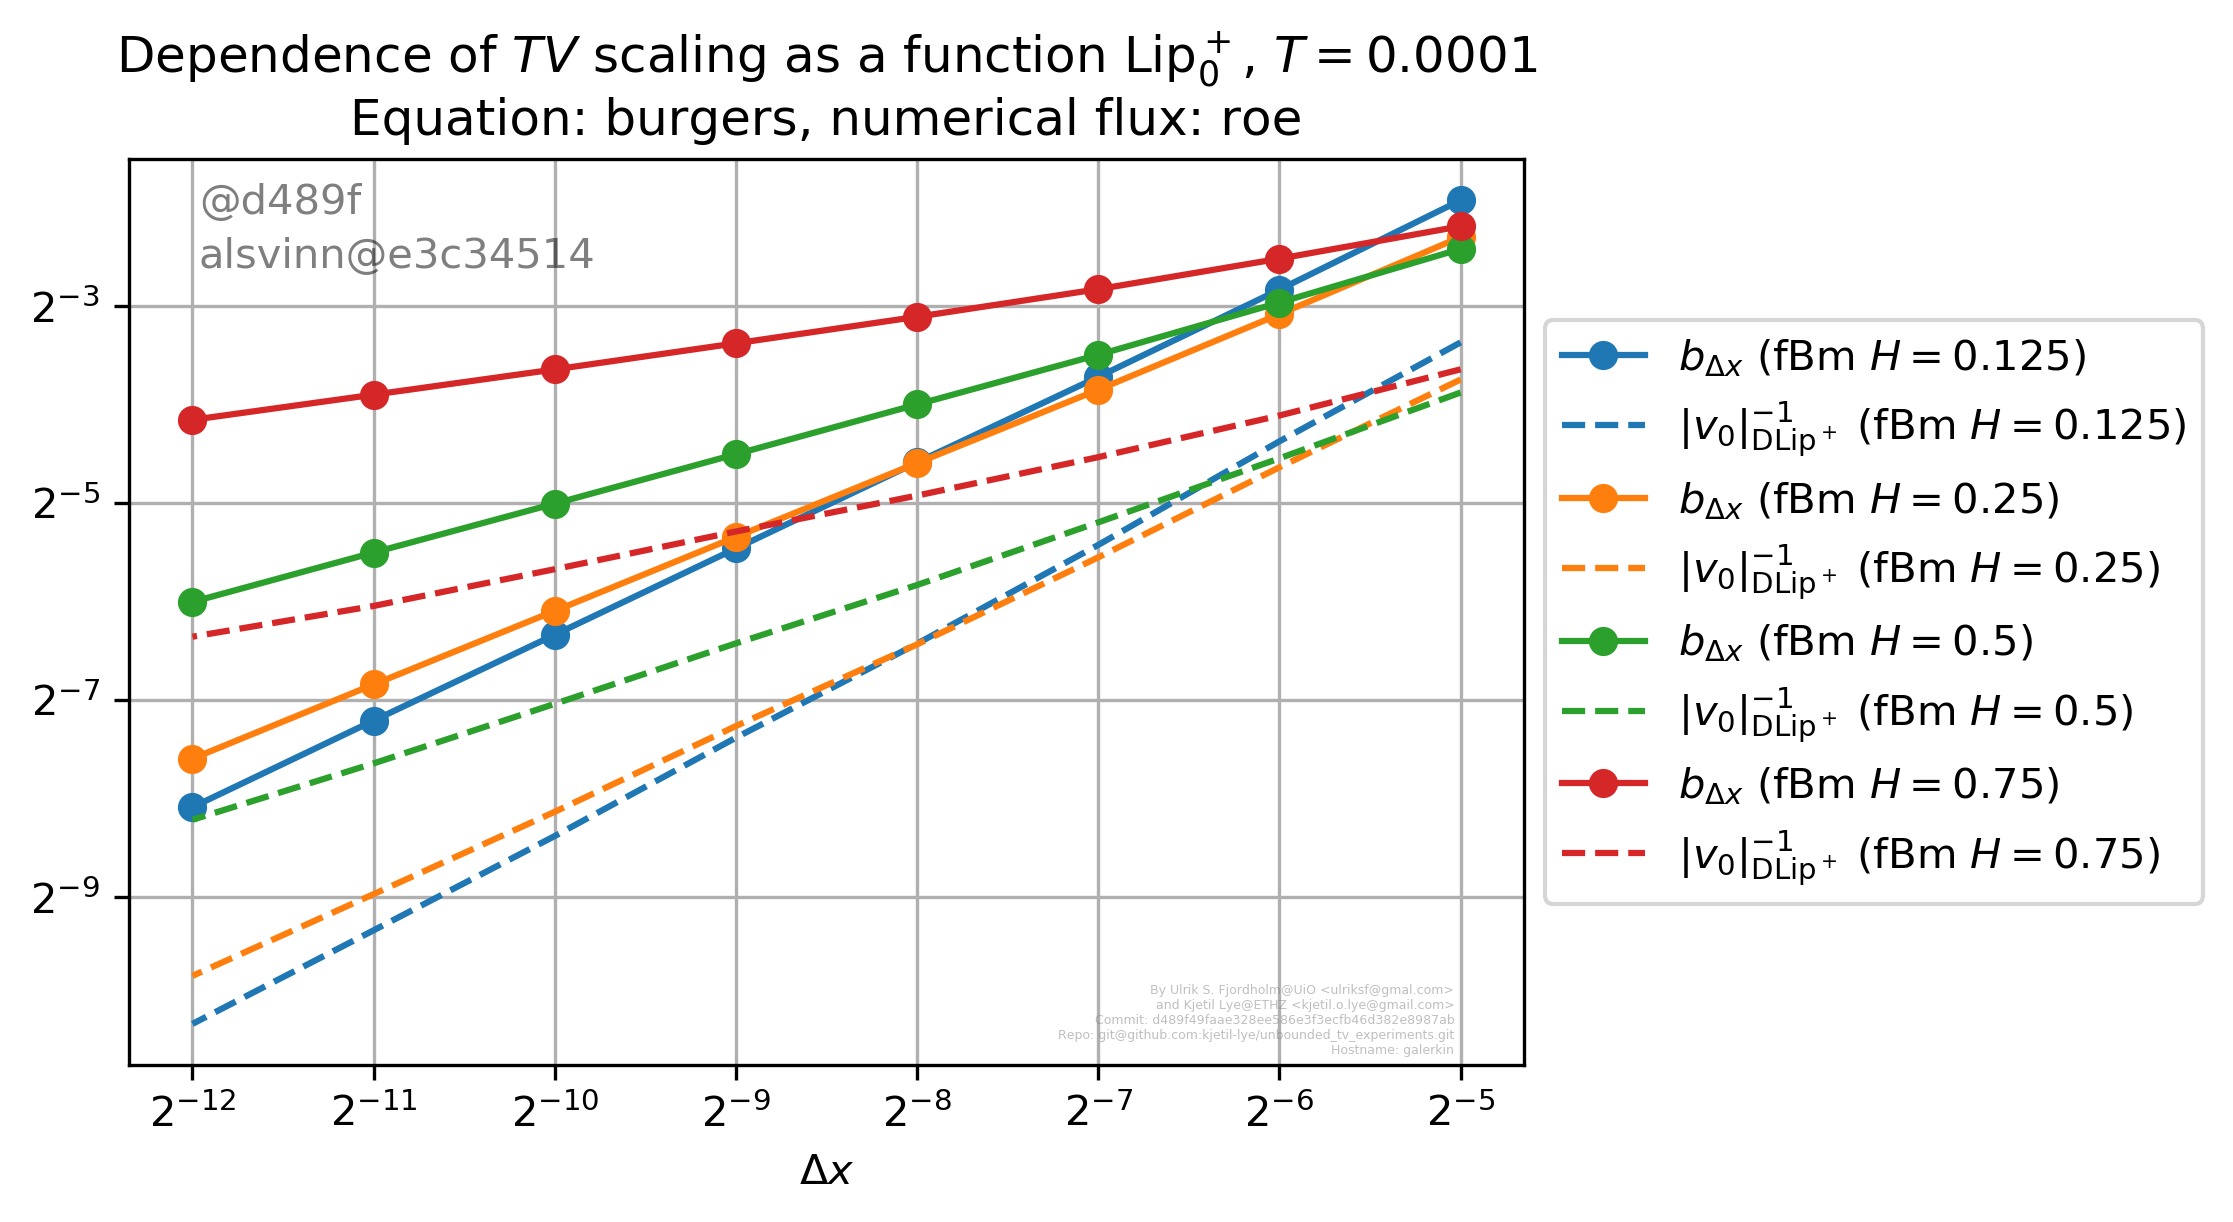 Dependence of TV scaling as a function Lip₀⁺, T = 0.0001
Equation: burgers, numerical flux: roe
@d489f
alsvinn@e3c34514
2⁻³
2⁻⁵
2⁻⁷
2⁻⁹
By Ulrik S. Fjordholm@UiO <ulriksf@gmal.com>
and Kjetil Lye@ETHZ <kjetil.o.lye@gmail.com>
Commit: d489f49faae328ee586e3f3ecfb46d382e8987ab
Repo: git@github.com:kjetil-lye/unbounded_tv_experiments.git
Hostname: galerkin
2⁻¹² 2⁻¹¹ 2⁻¹⁰ 2⁻⁹ 2⁻⁸ 2⁻⁷ 2⁻⁶ 2⁻⁵
Δx
b_Δx (fBm H = 0.125)
|v₀|⁻¹_DLip⁺ (fBm H = 0.125)
b_Δx (fBm H = 0.25)
|v₀|⁻¹_DLip⁺ (fBm H = 0.25)
b_Δx (fBm H = 0.5)
|v₀|⁻¹_DLip⁺ (fBm H = 0.5)
b_Δx (fBm H = 0.75)
|v₀|⁻¹_DLip⁺ (fBm H = 0.75)